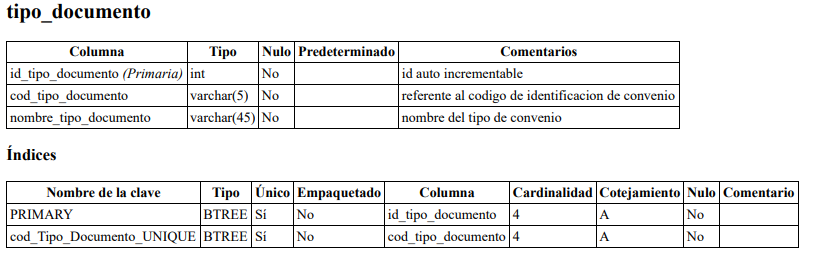 tipo_documento
Columna Tipo Nulo Predeterminado Comentarios
id_tipo_documento (Primaria) int No id auto incrementable
cod_tipo_documento varchar(5) No referente al codigo de identificacion de convenio
nombre_tipo_documento varchar(45) No nombre del tipo de convenio
Índices
Nombre de la clave Tipo Único Empaquetado Columna Cardinalidad Cotejamiento Nulo Comentario
PRIMARY BTREE Sí No id_tipo_documento 4 A No
cod_Tipo_Documento_UNIQUE BTREE Sí No cod_tipo_documento 4 A No